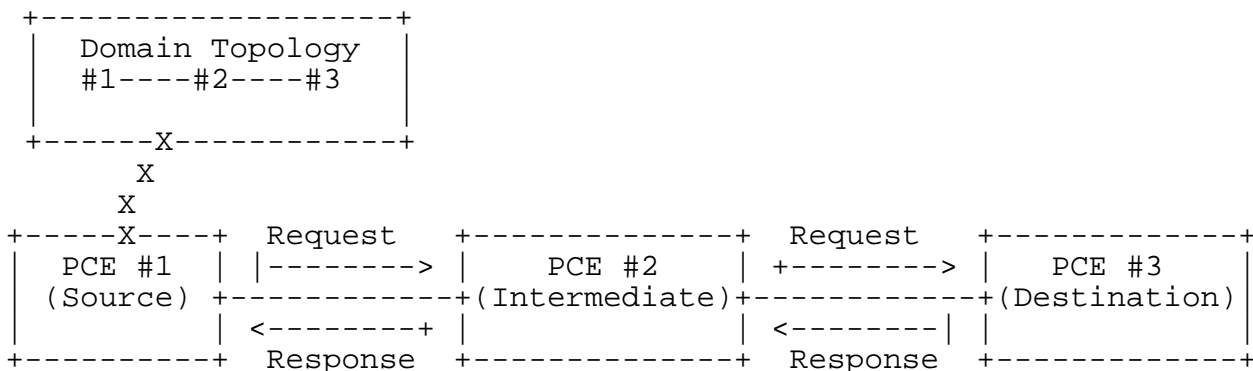 +--------------------+
|  Domain Topology   |
|  #1----#2----#3    |
|                    |
+------X-------------+
      X
     X
+-----X----+  Request   +--------------+  Request   +-------------+
|  PCE #1  | |--------> |    PCE #2    | +--------> |   PCE #3    |
| (Source) +------------+(Intermediate)+------------+(Destination)|
|          | <--------+ |              | <--------| |             |
+----------+  Response  +--------------+  Response  +-------------+